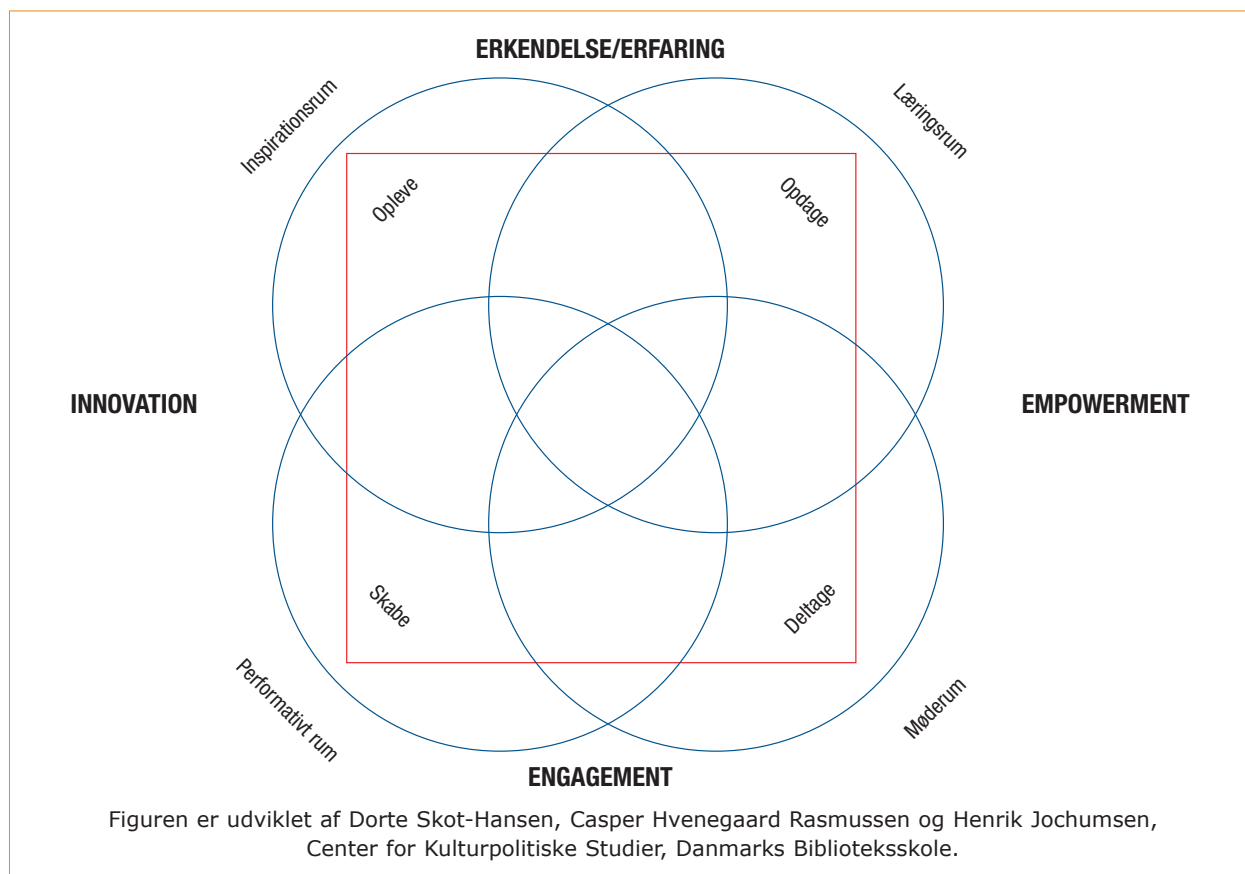 ERKENDELSE/ERFARING
Inspirationsrum
Læringsrum
Opleve
Opdage
INNOVATION
EMPOWERMENT
Skabe
Deltage
Performativt rum
Møderum
ENGAGEMENT
Figuren er udviklet af Dorte Skot-Hansen, Casper Hvenegaard Rasmussen og Henrik Jochumsen,
Center for Kulturpolitiske Studier, Danmarks Biblioteksskole.